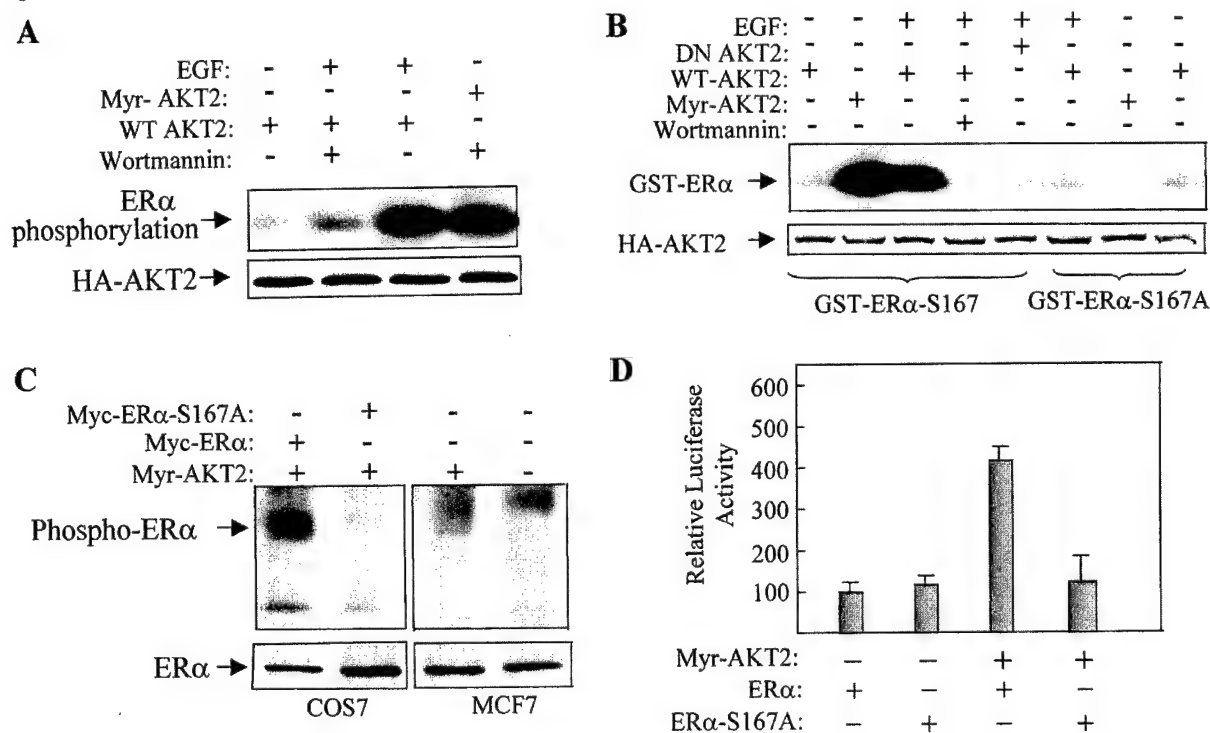 A
EGF: - + + -
Myr- AKT2: - - - +
WT AKT2: + + + -
Wortmannin: - + - +
ERα
phosphorylation
HA-AKT2
B
EGF: - - + + + + - -
DN AKT2: - - - - + - - -
WT-AKT2: + - + + - + - +
Myr-AKT2: - + - - - - + -
Wortmannin: - - - + - - - -
GST-ERα
HA-AKT2
GST-ERα-S167 GST-ERα-S167A
C
Myc-ERα-S167A: - + - -
Myc-ERα: + - - -
Myr-AKT2: + + + -
Phospho-ERα
ERα
COS7 MCF7
D
Relative Luciferase
Activity
600
500
400
300
200
100
Myr-AKT2: – – + +
ERα: + – + –
ERα-S167A: – + – +